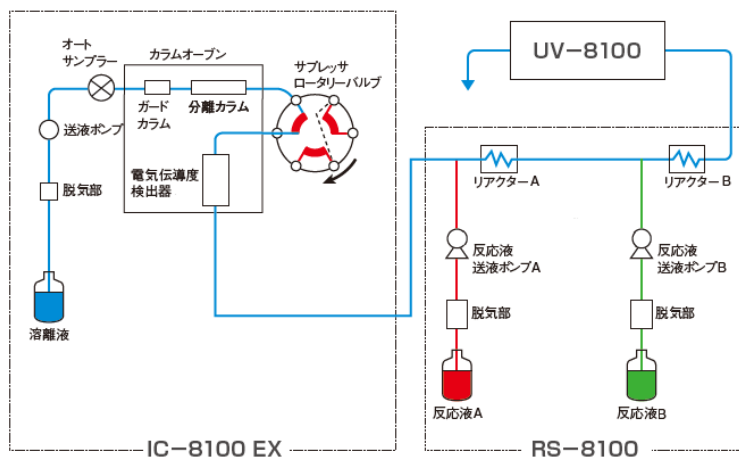 オート
サンプラー
カラムオーブン
サプレッサ
ロータリーバルブ
ガード
カラム
分離カラム
送液ポンプ
脱気部
電気伝導度
検出器
溶離液
IC-8100 EX
UV-8100
リアクターA
リアクターB
反応液
送液ポンプA
反応液
送液ポンプB
脱気部
脱気部
反応液A
反応液B
RS-8100